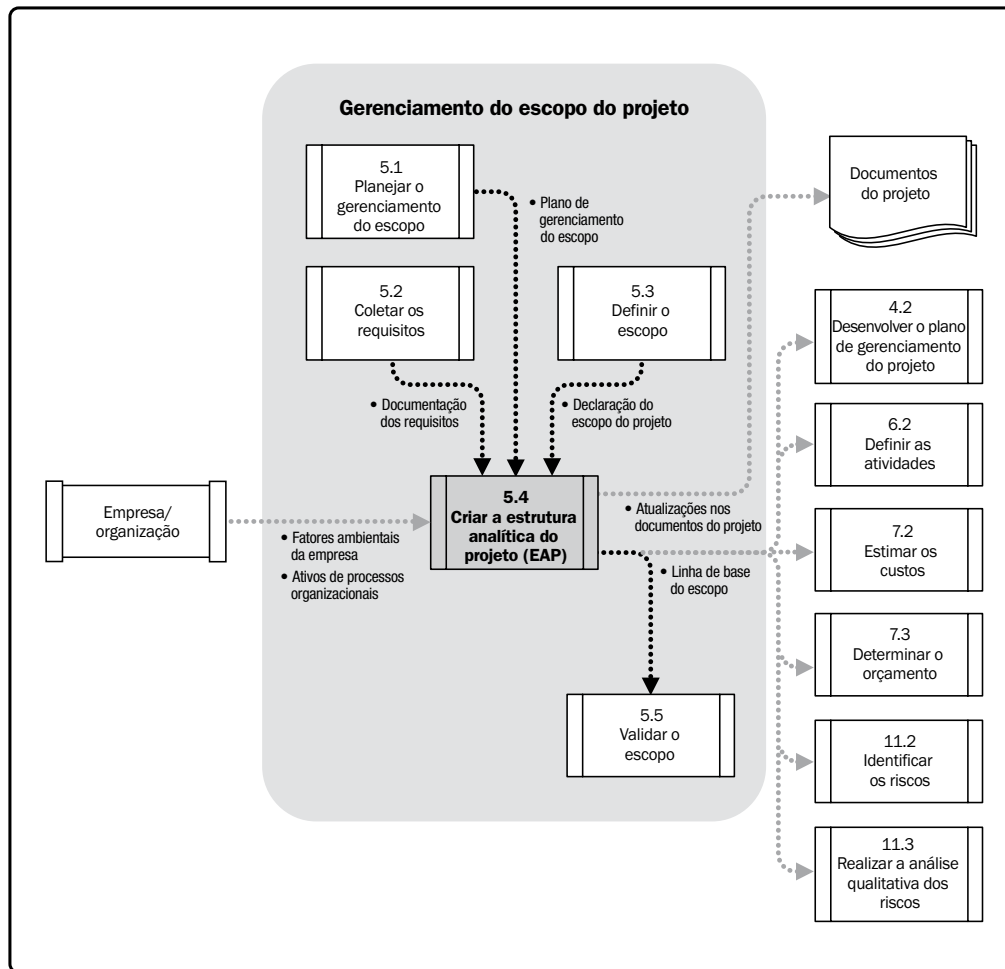 Gerenciamento do escopo do projeto
5.1
Planejar o
gerenciamento
do escopo
• Plano de
gerenciamento
do escopo
Documentos
do projeto
5.2
Coletar os
requisitos
5.3
Definir o
escopo
4.2
Desenvolver o plano
de gerenciamento
do projeto
• Documentação
dos requisitos
• Declaração do
escopo do projeto
6.2
Definir as
atividades
Empresa/
organização
• Fatores ambientais
da empresa
• Ativos de processos
organizacionais
5.4
Criar a estrutura
analítica do
projeto (EAP)
• Atualizações nos
documentos do projeto
• Linha de base
do escopo
7.2
Estimar os
custos
7.3
Determinar o
orçamento
5.5
Validar o
escopo
11.2
Identificar
os riscos
11.3
Realizar a análise
qualitativa dos
riscos